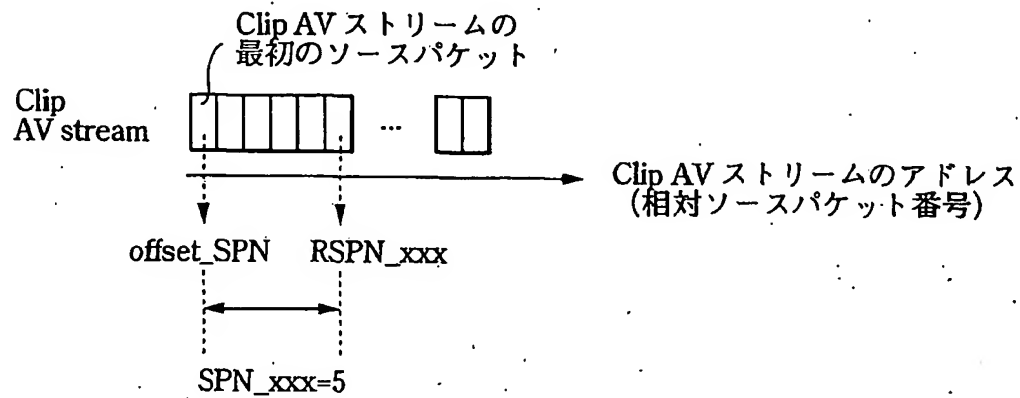 Clip AV ストリームの
最初のソースパケット
Clip
AV stream
...
Clip AV ストリームのアドレス
(相対ソースパケット番号)
offset_SPN RSPN_xxx
SPN_xxx=5